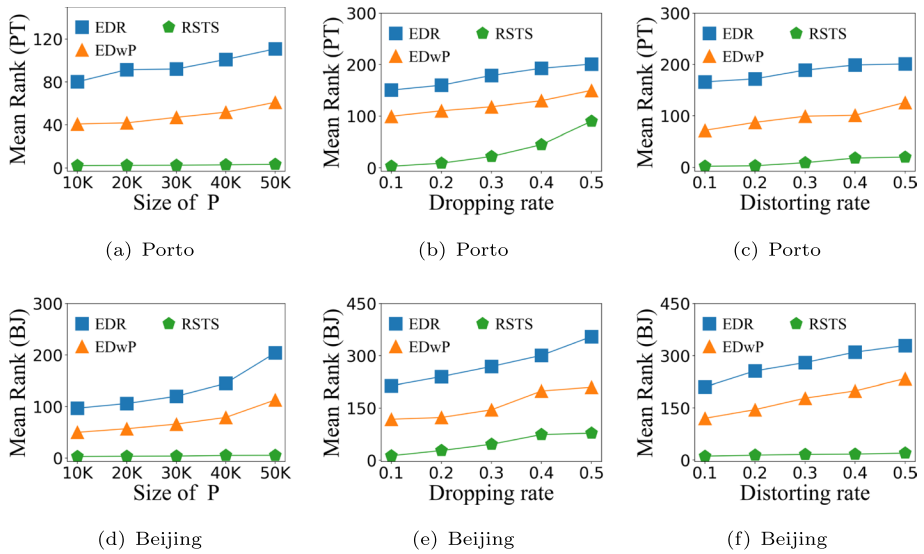 Mean Rank (PT)
120
80
40
0
EDR
RSTS
EDwP
10K 20K 30K 40K 50K
Size of P
(a) Porto
Mean Rank (PT)
300
200
100
0
EDR
RSTS
EDwP
0.1 0.2 0.3 0.4 0.5
Dropping rate
(b) Porto
Mean Rank (PT)
300
200
100
0
EDR
RSTS
EDwP
0.1 0.2 0.3 0.4 0.5
Distorting rate
(c) Porto
Mean Rank (BJ)
300
200
100
0
EDR
RSTS
EDwP
10K 20K 30K 40K 50K
Size of P
(d) Beijing
Mean Rank (BJ)
450
300
150
0
EDR
RSTS
EDwP
0.1 0.2 0.3 0.4 0.5
Dropping rate
(e) Beijing
Mean Rank (BJ)
450
300
150
0
EDR
RSTS
EDwP
0.1 0.2 0.3 0.4 0.5
Distorting rate
(f) Beijing